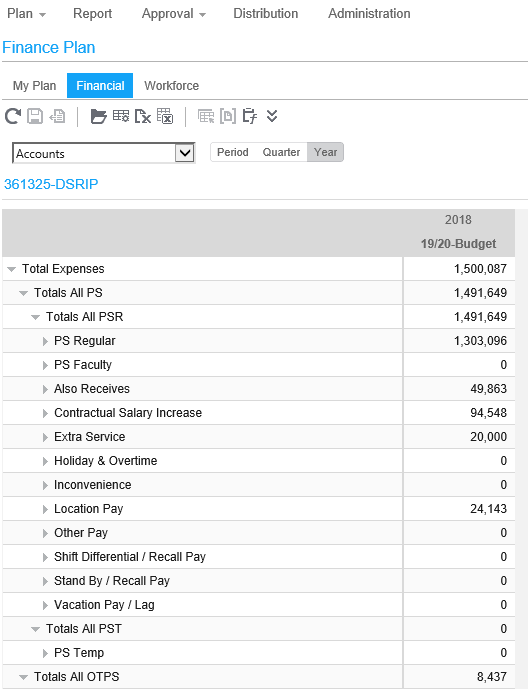 Plan Report Approval Distribution Administration
Finance Plan
My Plan Financial Workforce
Accounts Period Quarter Year
361325-DSRIP
2018
19/20-Budget
Total Expenses 1,500,087
Totals All PS 1,491,649
Totals All PSR 1,491,649
PS Regular 1,303,096
PS Faculty 0
Also Receives 49,863
Contractual Salary Increase 94,548
Extra Service 20,000
Holiday & Overtime 0
Inconvenience 0
Location Pay 24,143
Other Pay 0
Shift Differential / Recall Pay 0
Stand By / Recall Pay 0
Vacation Pay / Lag 0
Totals All PST 0
PS Temp 0
Totals All OTPS 8,437